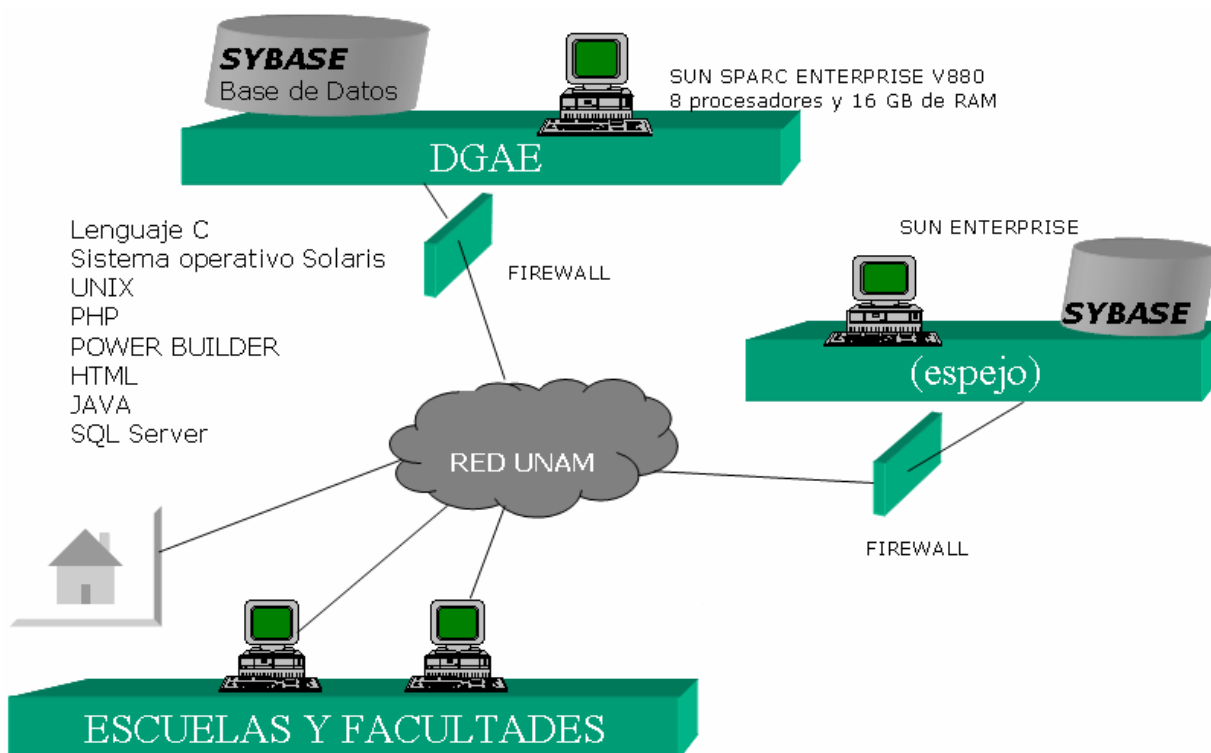 SYBASE
Base de Datos
SUN SPARC ENTERPRISE V880
8 procesadores y 16 GB de RAM
DGAE
Lenguaje C
Sistema operativo Solaris
UNIX
PHP
POWER BUILDER
HTML
JAVA
SQL Server
FIREWALL
SUN ENTERPRISE
SYBASE
(espejo)
RED UNAM
FIREWALL
ESCUELAS Y FACULTADES